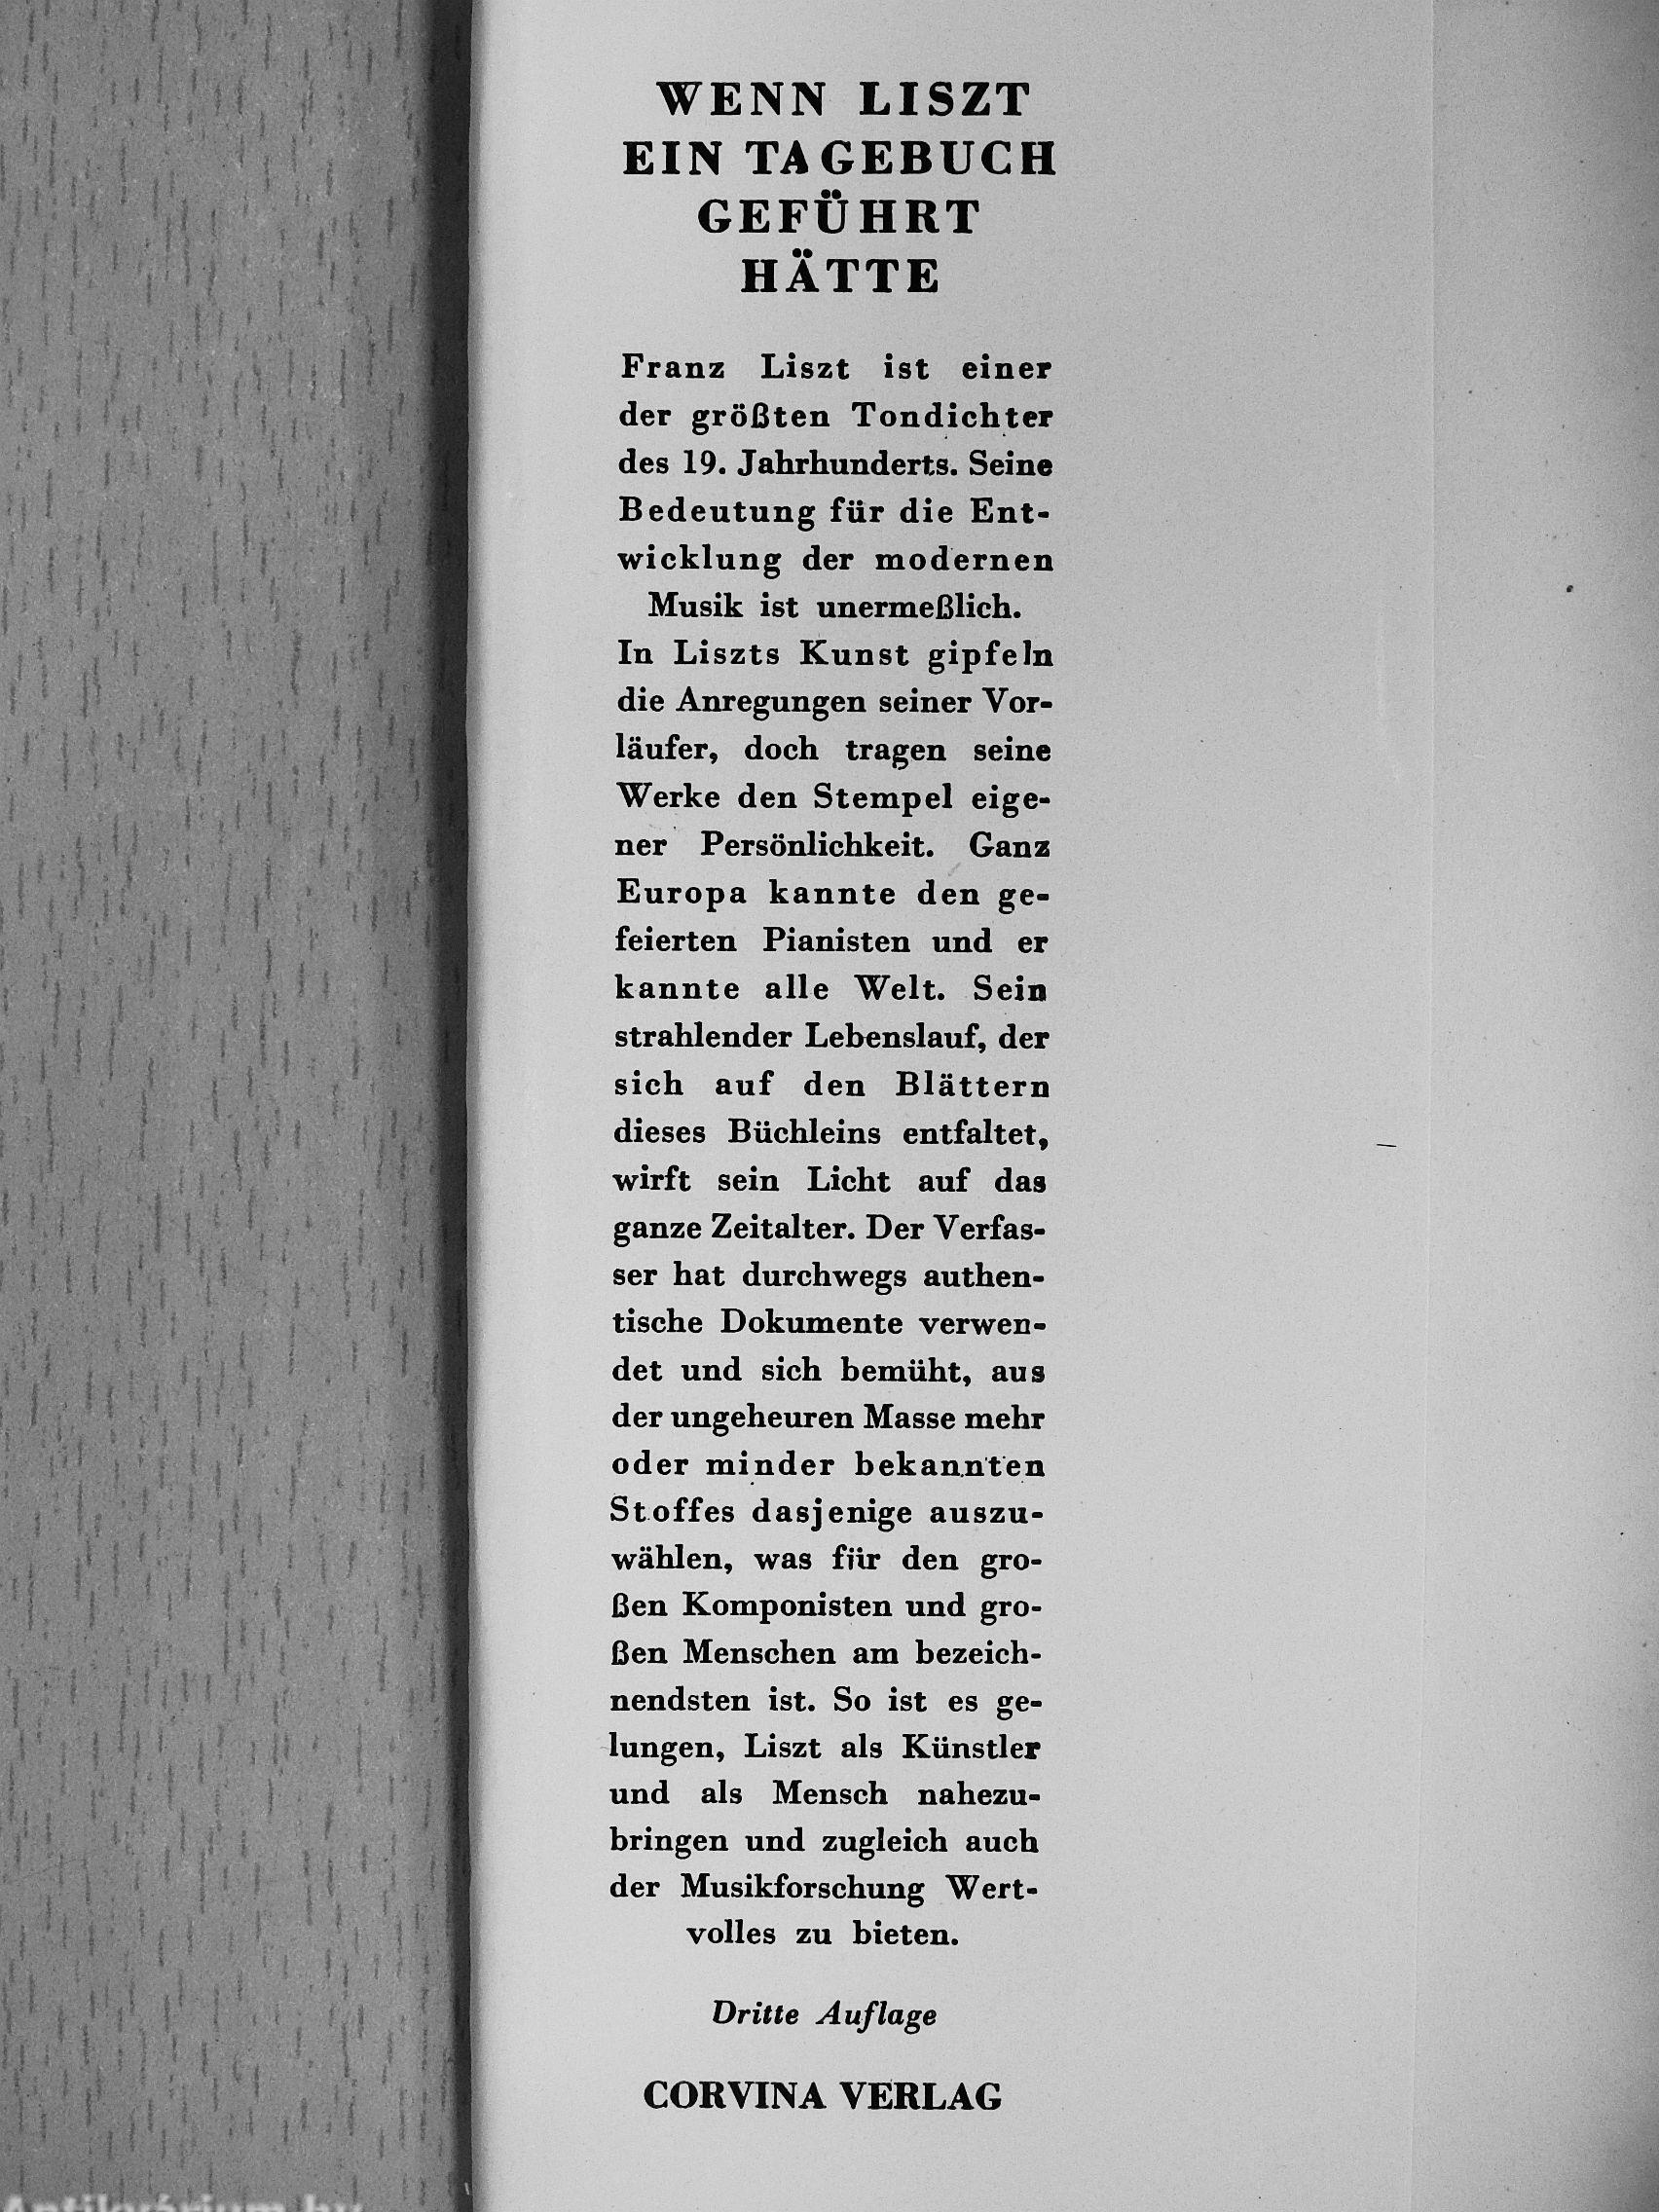 WENN LISZT
EIN TAGEBUCH
GEFÜHRT
HÄTTE
Franz Liszt ist einer
der größten Tondichter
des 19. Jahrhunderts. Seine
Bedeutung für die Ent-
wicklung der modernen
Musik ist unermeßlich.
In Liszts Kunst gipfeln
die Anregungen seiner Vor-
läufer, doch tragen seine
Werke den Stempel eige-
ner Persönlichkeit. Ganz
Europa kannte den ge-
feierten Pianisten und er
kannte alle Welt. Sein
strahlender Lebenslauf, der
sich auf den Blättern
dieses Büchleins entfaltet,
wirft sein Licht auf das
ganze Zeitalter. Der Verfas-
ser hat durchwegs authen-
tische Dokumente verwen-
det und sich bemüht, aus
der ungeheuren Masse mehr
oder minder bekannten
Stoffes dasjenige auszu-
wählen, was für den gro-
ßen Komponisten und gro-
ßen Menschen am bezeich-
nendsten ist. So ist es ge-
lungen, Liszt als Künstler
und als Mensch nahezu-
bringen und zugleich auch
der Musikforschung Wert-
volles zu bieten.
Dritte Auflage
CORVINA VERLAG